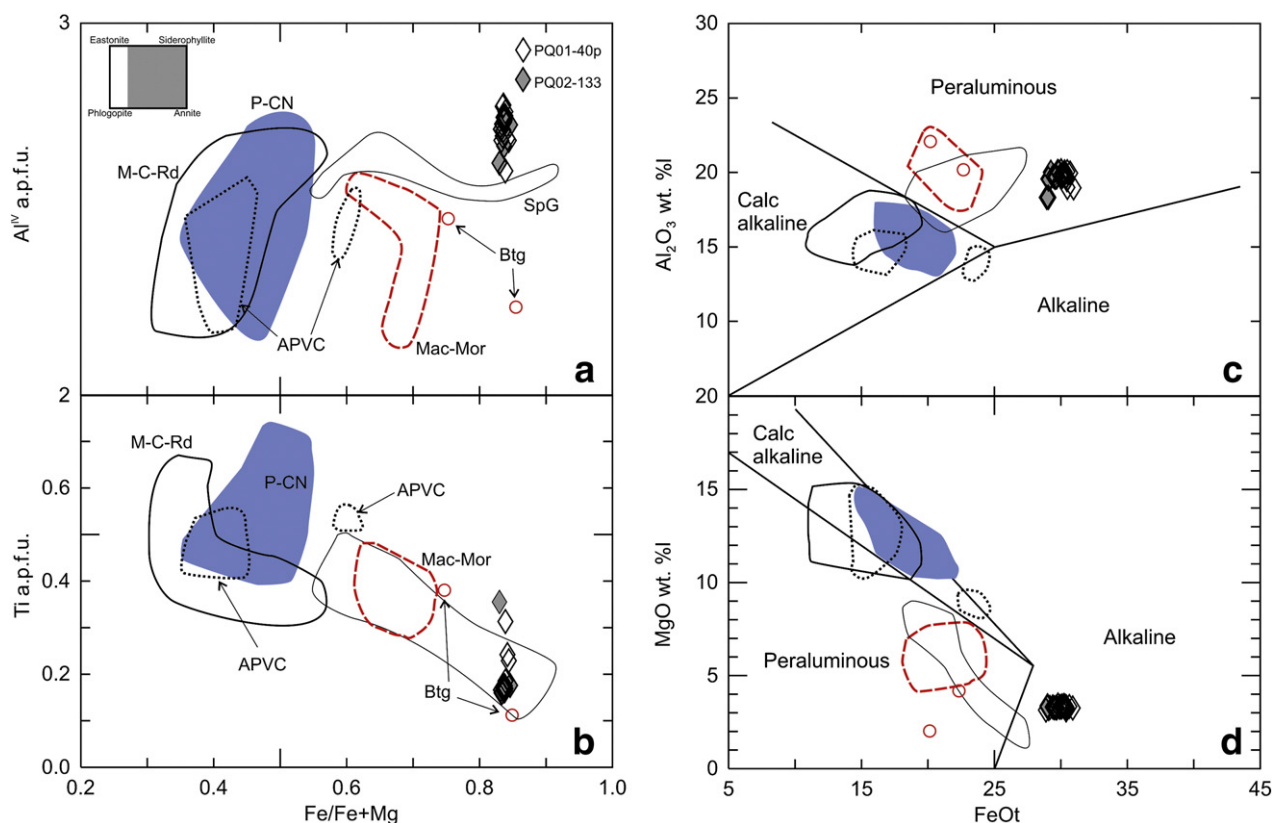 3
Eastonite Siderophyllite
Phlogopite Annite
PQ01-40p
PQ02-133
P-CN
M-C-Rd
SpG
Btg
APVC
Mac-Mor
a
Al^IV a.p.f.u.
2
M-C-Rd
P-CN
APVC
Mac-Mor
APVC
Btg
b
Ti a.p.f.u.
0.6
0.4
0.2
0.0
0.2 0.4 0.6 0.8 1.0
Fe/Fe+Mg
30
25
20
15
10
Al2O3 wt. %l
Peraluminous
Calc
alkaline
Alkaline
c
20
15
10
5
0
MgO wt. %l
Calc
alkaline
Peraluminous
Alkaline
d
5 15 25 35 45
FeOt